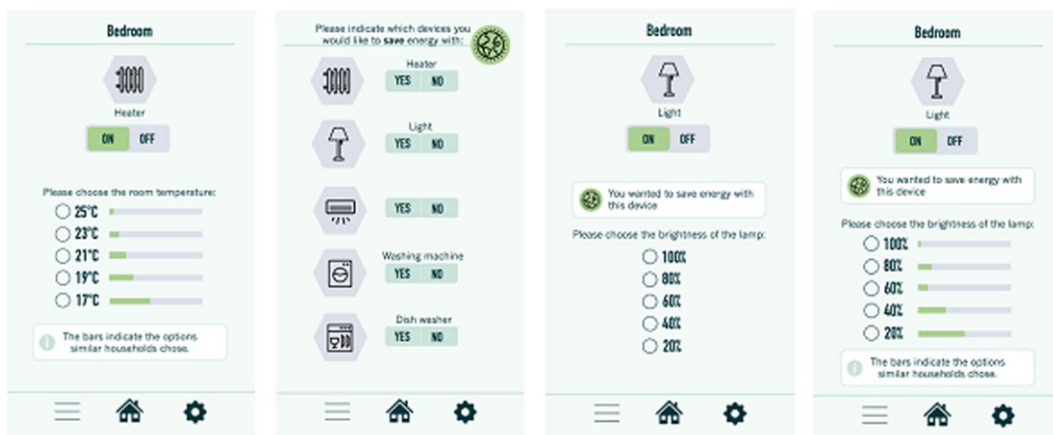 Bedroom
Heater
ON OFF
Please choose the room temperature:
25°C
23°C
21°C
19°C
17°C
The bars indicate the options
similar households chose.
Please indicate which devices you
would like to save energy with:
Heater
YES NO
Light
YES NO
YES NO
Washing machine
YES NO
Dish washer
YES NO
Bedroom
Light
ON OFF
You wanted to save energy with
this device
Please choose the brightness of the lamp:
100%
80%
60%
40%
20%
Bedroom
Light
ON OFF
You wanted to save energy with
this device
Please choose the brightness of the lamp:
100%
80%
60%
40%
20%
The bars indicate the options
similar households chose.